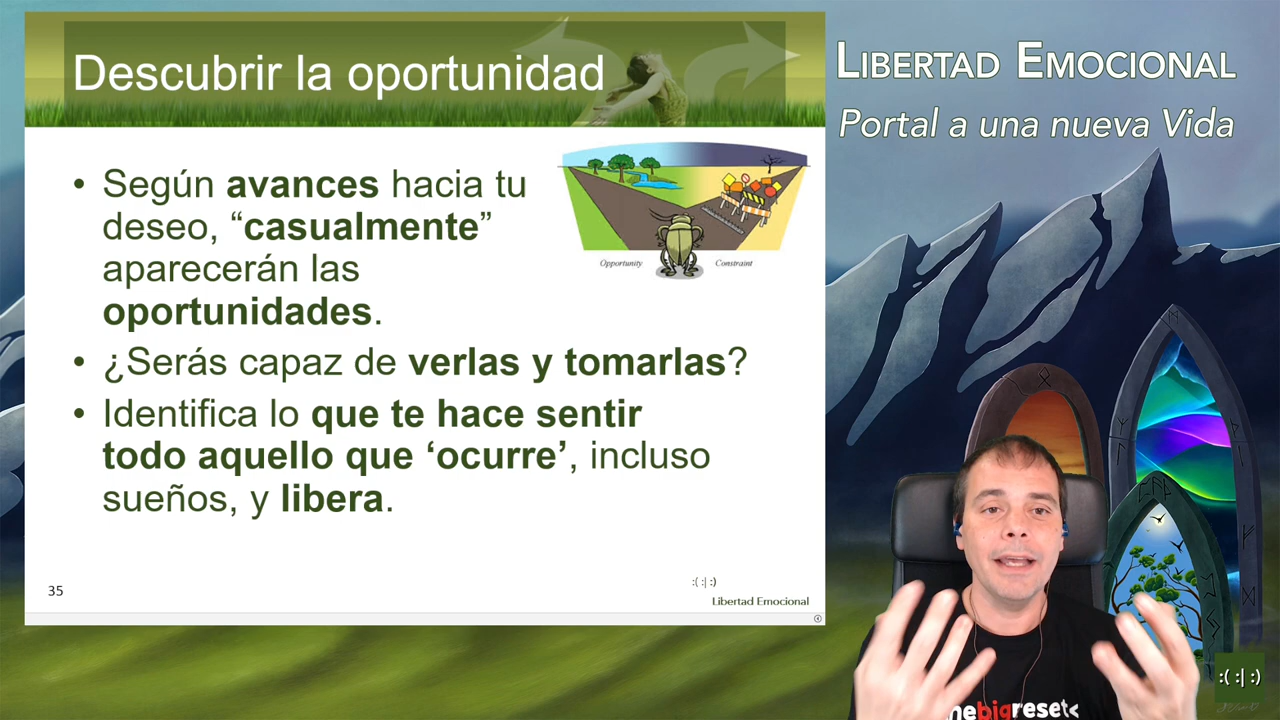 Descubrir la oportunidad
• Según avances hacia tu
deseo, “casualmente”
aparecerán las
oportunidades.
• ¿Serás capaz de verlas y tomarlas?
• Identifica lo que te hace sentir
todo aquello que ‘ocurre’, incluso
sueños, y libera.
Opportunity
Constraint
35
:( :| :)
Libertad Emocional
LIBERTAD EMOCIONAL
Portal a una nueva Vida
hebigreset<
:( :| :)